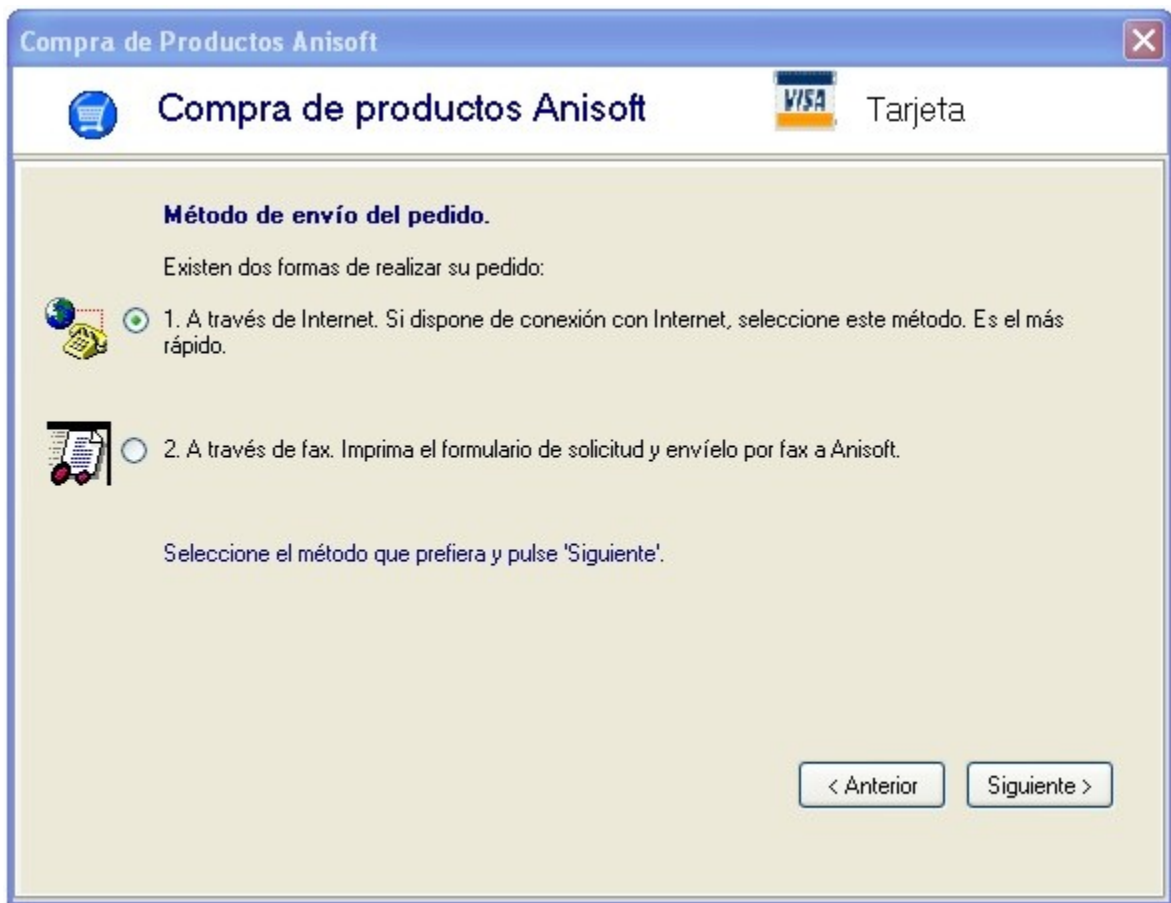 Compra de Productos Anisoft
Compra de productos Anisoft
VISA
Tarjeta
Método de envío del pedido.
Existen dos formas de realizar su pedido:
1. A través de Internet. Si dispone de conexión con Internet, seleccione este método. Es el más
rápido.
2. A través de fax. Imprima el formulario de solicitud y envíelo por fax a Anisoft.
Seleccione el método que prefiera y pulse 'Siguiente'.
< Anterior
Siguiente >